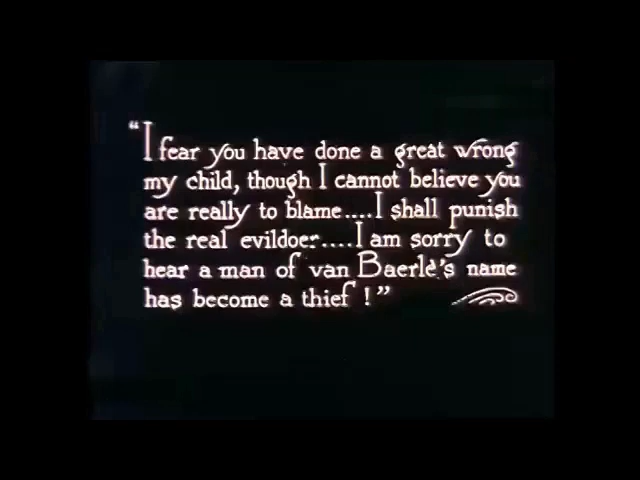 “I fear you have done a great wrong
my child, though I cannot believe you
are really to blame....I shall punish
the real evildoer....I am sorry to
hear a man of van Baerle's name
has become a thief !”